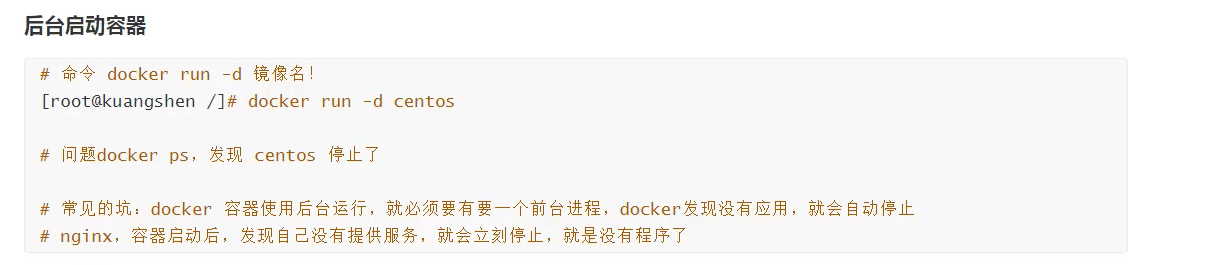 后台启动容器
# 命令 docker run -d 镜像名!
[root@kuangshen /]# docker run -d centos
# 问题docker ps，发现 centos 停止了
# 常见的坑：docker 容器使用后台运行，就必须要有要一个前台进程，docker发现没有应用，就会自动停止
# nginx，容器启动后，发现自己没有提供服务，就会立刻停止，就是没有程序了